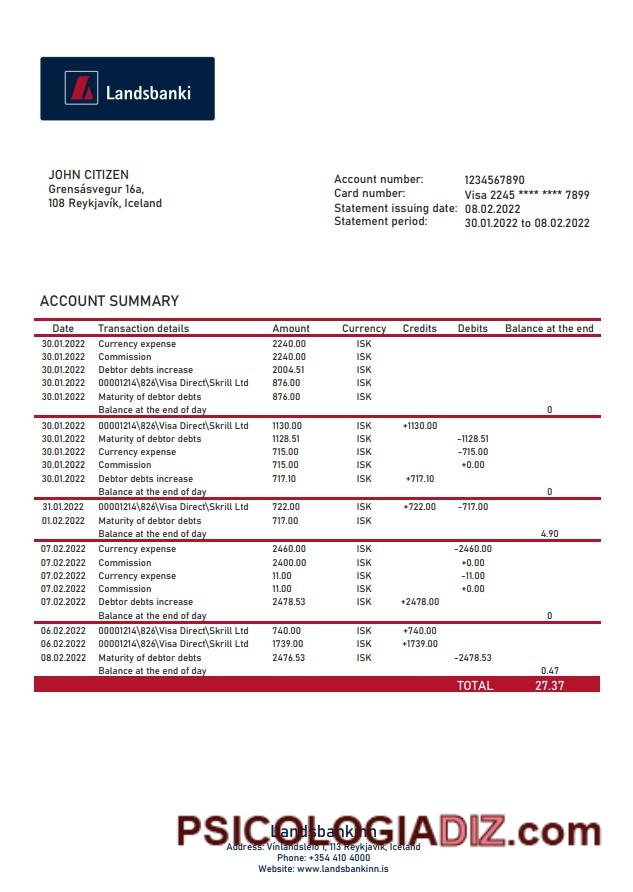 Landsbanki
JOHN CITIZEN
Grensásvegur 16a,
108 Reykjavík, Iceland
Account number: 1234567890
Card number: Visa 2245 **** **** 7899
Statement issuing date: 08.02.2022
Statement period: 30.01.2022 to 08.02.2022
ACCOUNT SUMMARY
Date Transaction details Amount Currency Credits Debits Balance at the end
30.01.2022 Currency expense 2240.00 ISK
30.01.2022 Commission 2240.00 ISK
30.01.2022 Debtor debts increase 2004.51 ISK
30.01.2022 00001214\826\Visa Direct\Skrill Ltd 876.00 ISK
30.01.2022 Maturity of debtor debts 876.00 ISK
Balance at the end of day 0
30.01.2022 00001214\826\Visa Direct\Skrill Ltd 1130.00 ISK +1130.00
30.01.2022 Maturity of debtor debts 1128.51 ISK -1128.51
30.01.2022 Currency expense 715.00 ISK -715.00
30.01.2022 Commission 715.00 ISK +0.00
30.01.2022 Debtor debts increase 717.10 ISK +717.10
Balance at the end of day 0
31.01.2022 00001214\826\Visa Direct\Skrill Ltd 722.00 ISK +722.00 -717.00
01.02.2022 Maturity of debtor debts 717.00 ISK
Balance at the end of day 4.90
07.02.2022 Currency expense 2460.00 ISK -2460.00
07.02.2022 Commission 2400.00 ISK +0.00
07.02.2022 Currency expense 11.00 ISK -11.00
07.02.2022 Commission 11.00 ISK +0.00
07.02.2022 Debtor debts increase 2478.53 ISK +2478.00
Balance at the end of day 0
06.02.2022 00001214\826\Visa Direct\Skrill Ltd 740.00 ISK +740.00
06.02.2022 00001214\826\Visa Direct\Skrill Ltd 1739.00 ISK +1739.00
08.02.2022 Maturity of debtor debts 2476.53 ISK -2478.53
Balance at the end of day 0.47
TOTAL 27.37
Landsbankinn
PSICOLOGIADIZ.com
Address: Vínlandsleið 1, 113 Reykjavík, Iceland
Phone: +354 410 4000
Website: www.landsbankinn.is